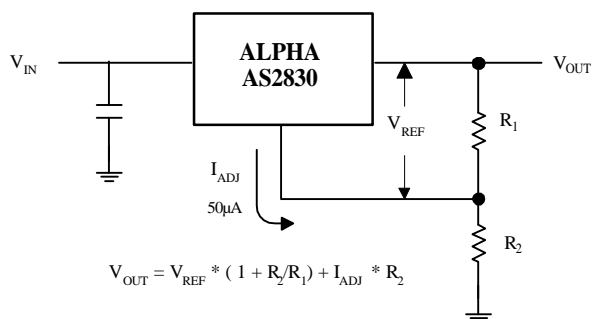 ALPHA
AS2830
V_IN
V_OUT
V_REF
R_1
I_ADJ
50μA
R_2
V_OUT = V_REF * ( 1 + R_2/R_1) + I_ADJ * R_2